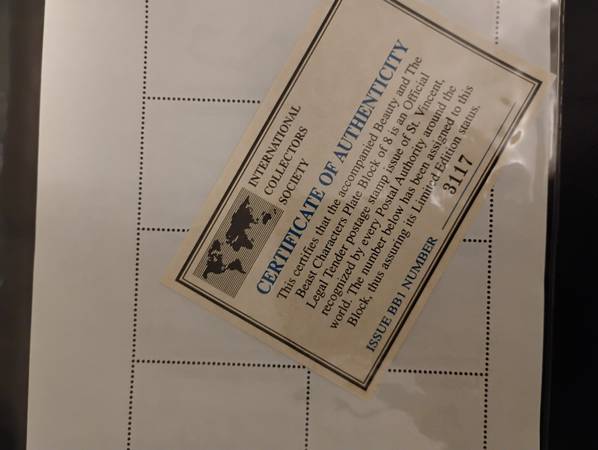 INTERNATIONAL
COLLECTORS
SOCIETY
CERTIFICATE OF AUTHENTICITY
This certifies that the accompanied Beauty and The
Beast Characters Plate Block of 8 is an Official
Legal Tender postage stamp issue of St. Vincent,
recognized by every Postal Authority around the
world. The number below has been assigned to this
Block, thus assuring its Limited Edition status.
ISSUE BB1 NUMBER 3117